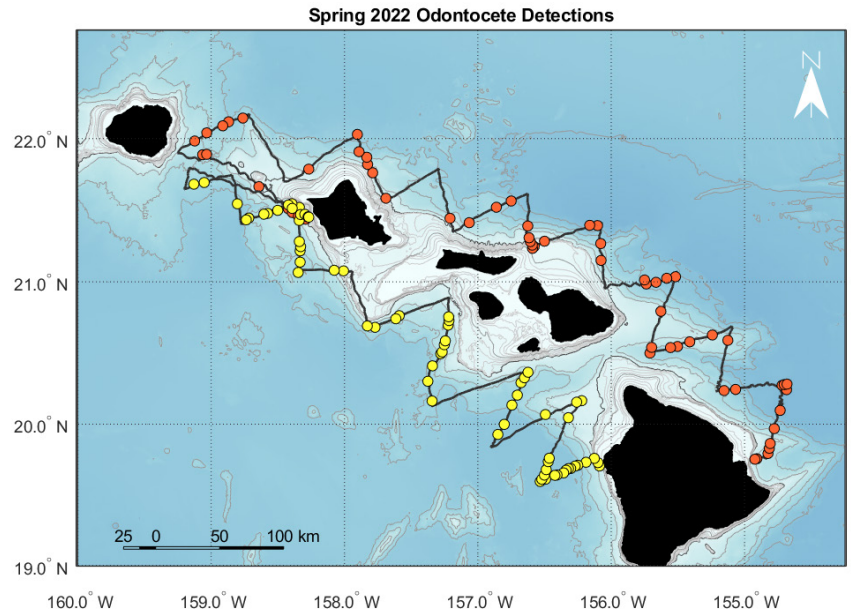 Spring 2022 Odontocete Detections
N
22.0° N
21.0° N
20.0° N
19.0° N
25 0 50 100 km
160.0° W 159.0° W 158.0° W 157.0° W 156.0° W 155.0° W